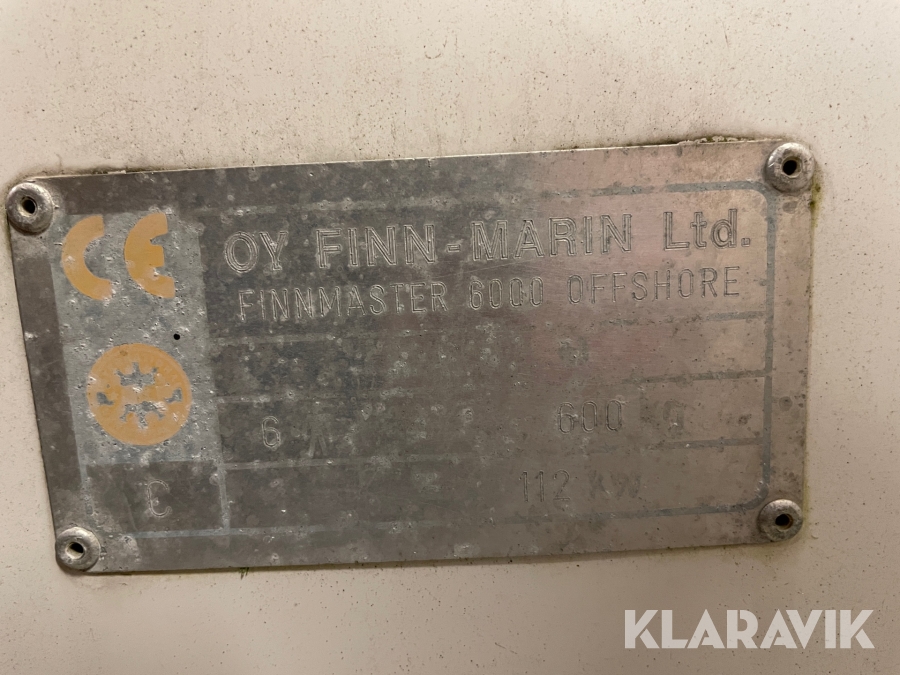 CE
OY FINN-MARIN Ltd.
FINNMASTER 6000 OFFSHORE
6
600
C
112 KW
KLARAVIK